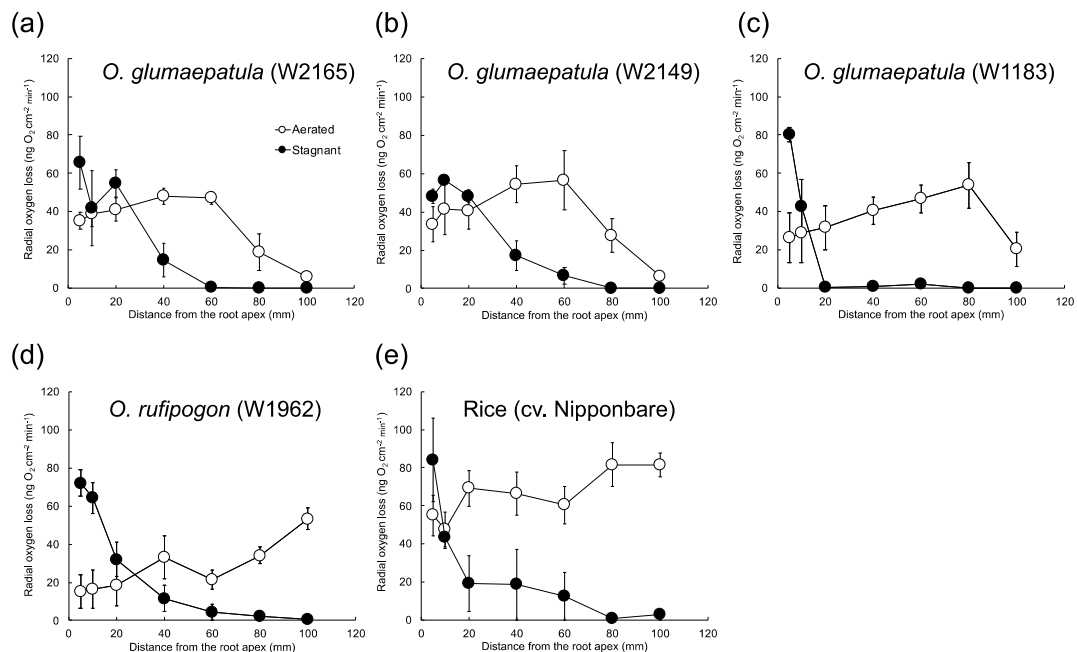 (a)
O. glumaepatula (W2165)
Radial oxygen loss (ng O₂ cm⁻² min⁻¹)
120
100
80
60
40
20
0
Aerated
Stagnant
0 20 40 60 80 100 120
Distance from the root apex (mm)
(b)
O. glumaepatula (W2149)
Radial oxygen loss (ng O₂ cm⁻² min⁻¹)
120
100
80
60
40
20
0
0 20 40 60 80 100 120
Distance from the root apex (mm)
(c)
O. glumaepatula (W1183)
Radial oxygen loss (ng O₂ cm⁻² min⁻¹)
120
100
80
60
40
20
0
0 20 40 60 80 100 120
Distance from the root apex (mm)
(d)
O. rufipogon (W1962)
Radial oxygen loss (ng O₂ cm⁻² min⁻¹)
120
100
80
60
40
20
0
0 20 40 60 80 100 120
Distance from the root apex (mm)
(e)
Rice (cv. Nipponbare)
Radial oxygen loss (ng O₂ cm⁻² min⁻¹)
120
100
80
60
40
20
0
0 20 40 60 80 100 120
Distance from the root apex (mm)